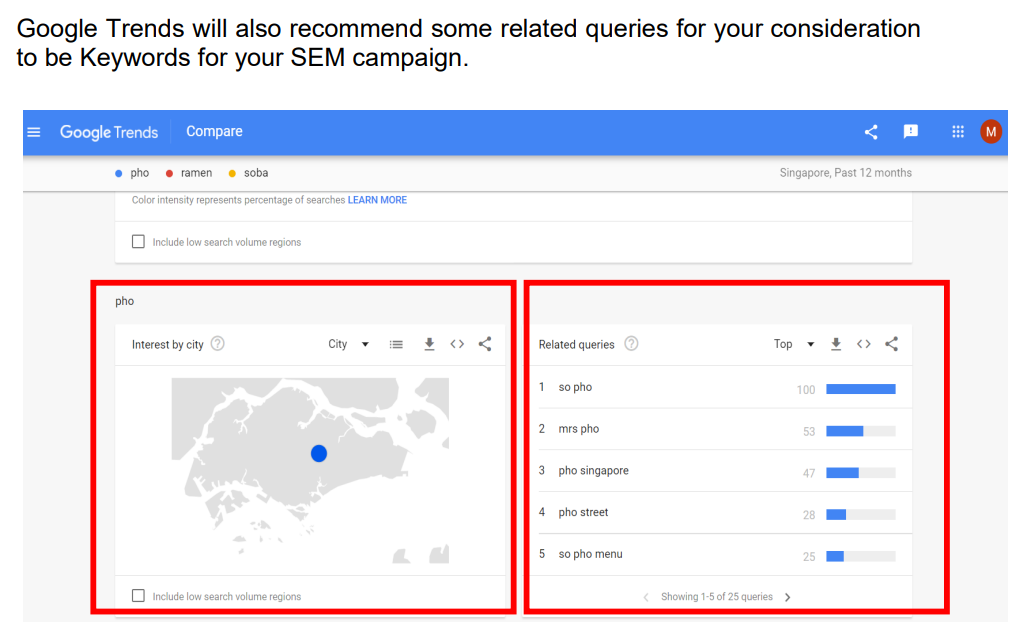 Google Trends will also recommend some related queries for your consideration
to be Keywords for your SEM campaign.
Google Trends Compare M
pho ramen soba Singapore, Past 12 months
Color intensity represents percentage of searches LEARN MORE
Include low search volume regions
pho
Interest by city ? City
Related queries ? Top
1 so pho 100
2 mrs pho 53
3 pho singapore 47
4 pho street 28
5 so pho menu 25
Include low search volume regions
Showing 1-5 of 25 queries